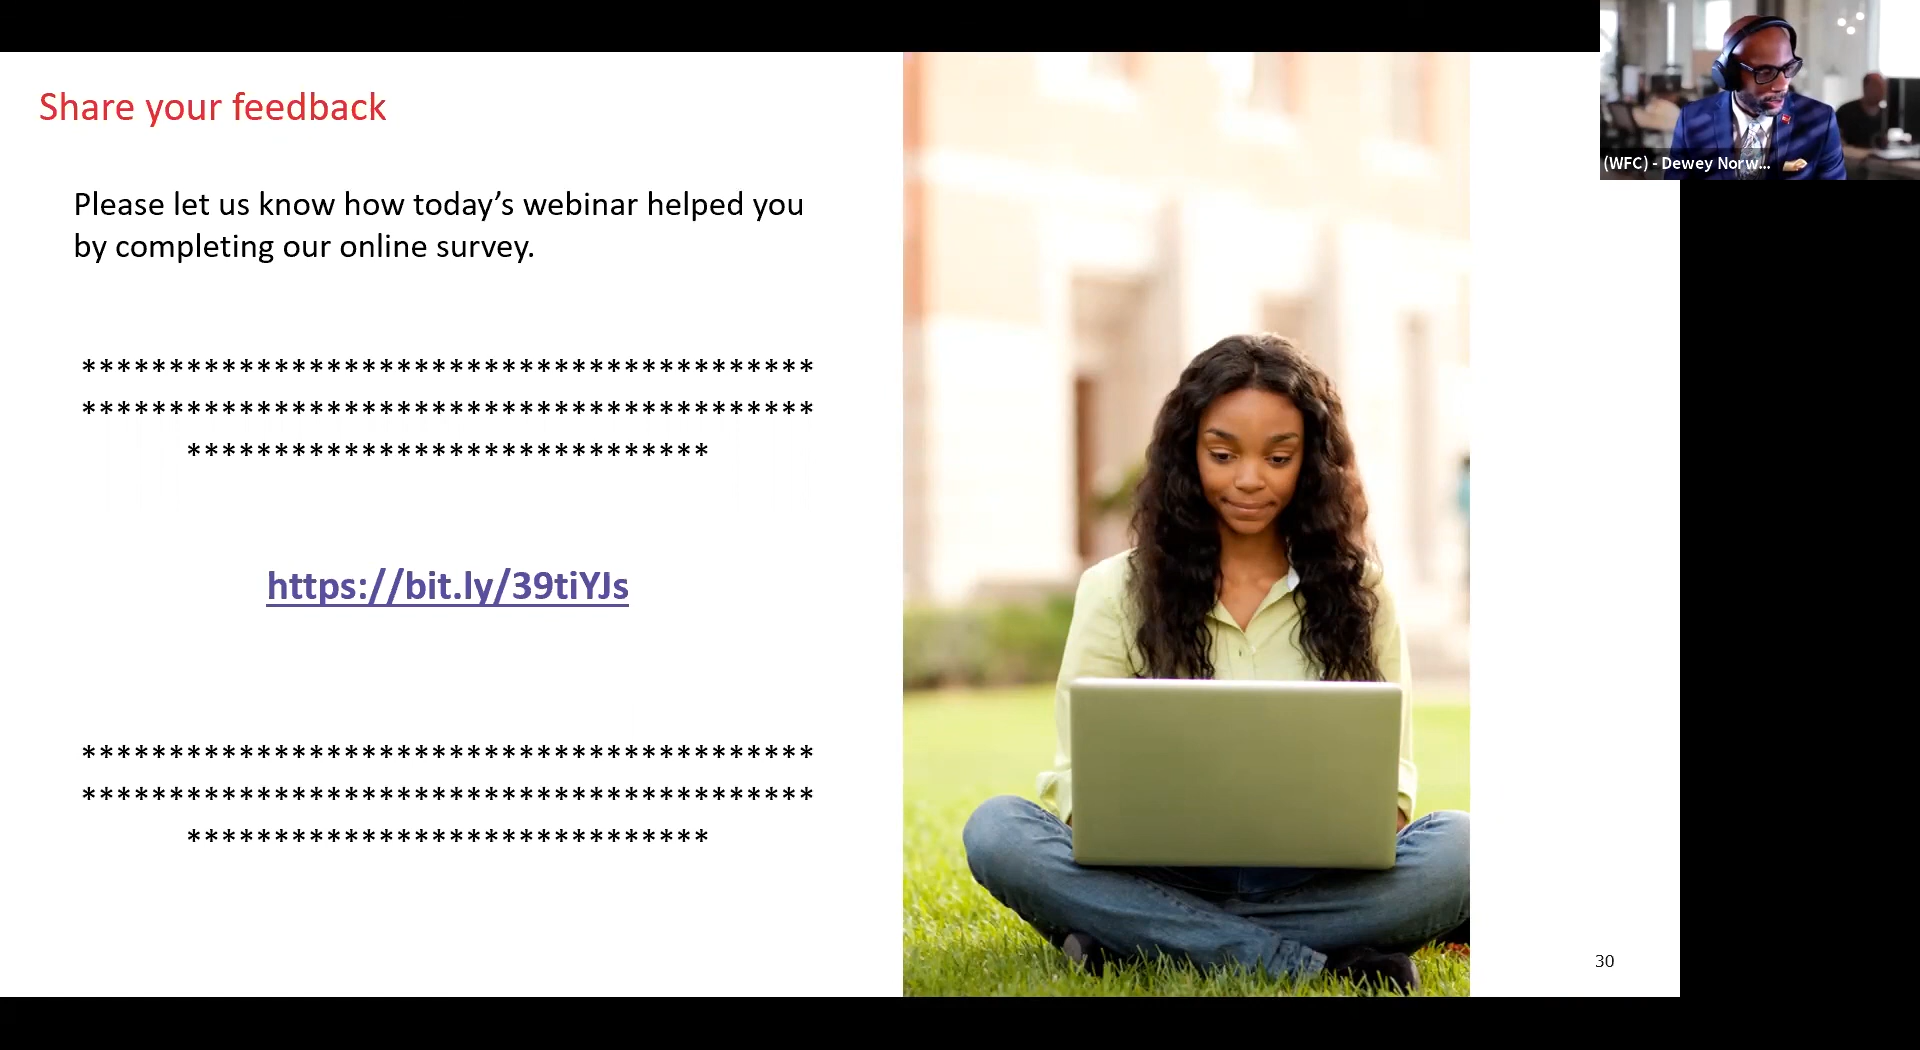 Share your feedback
Please let us know how today's webinar helped you
by completing our online survey.
******************************************
******************************************
******************************
https://bit.ly/39tiYJs
******************************************
******************************************
******************************
30
(WFC) - Dewey Norw...